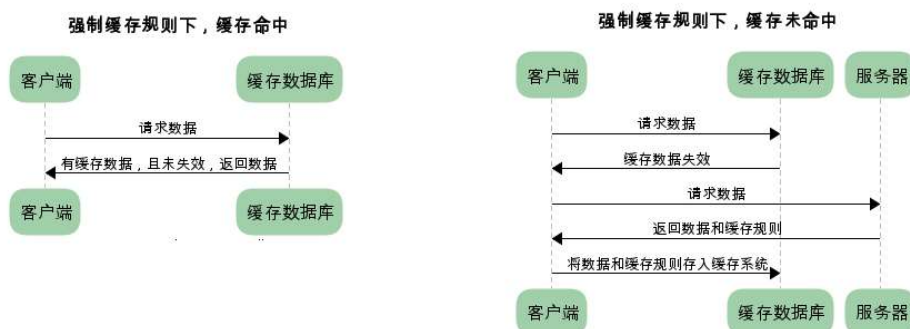 强制缓存规则下，缓存命中
客户端
缓存数据库
请求数据
有缓存数据，且未失效，返回数据
客户端
缓存数据库
强制缓存规则下，缓存未命中
客户端
缓存数据库
服务器
请求数据
缓存数据失效
请求数据
返回数据和缓存规则
将数据和缓存规则存入缓存系统
客户端
缓存数据库
服务器